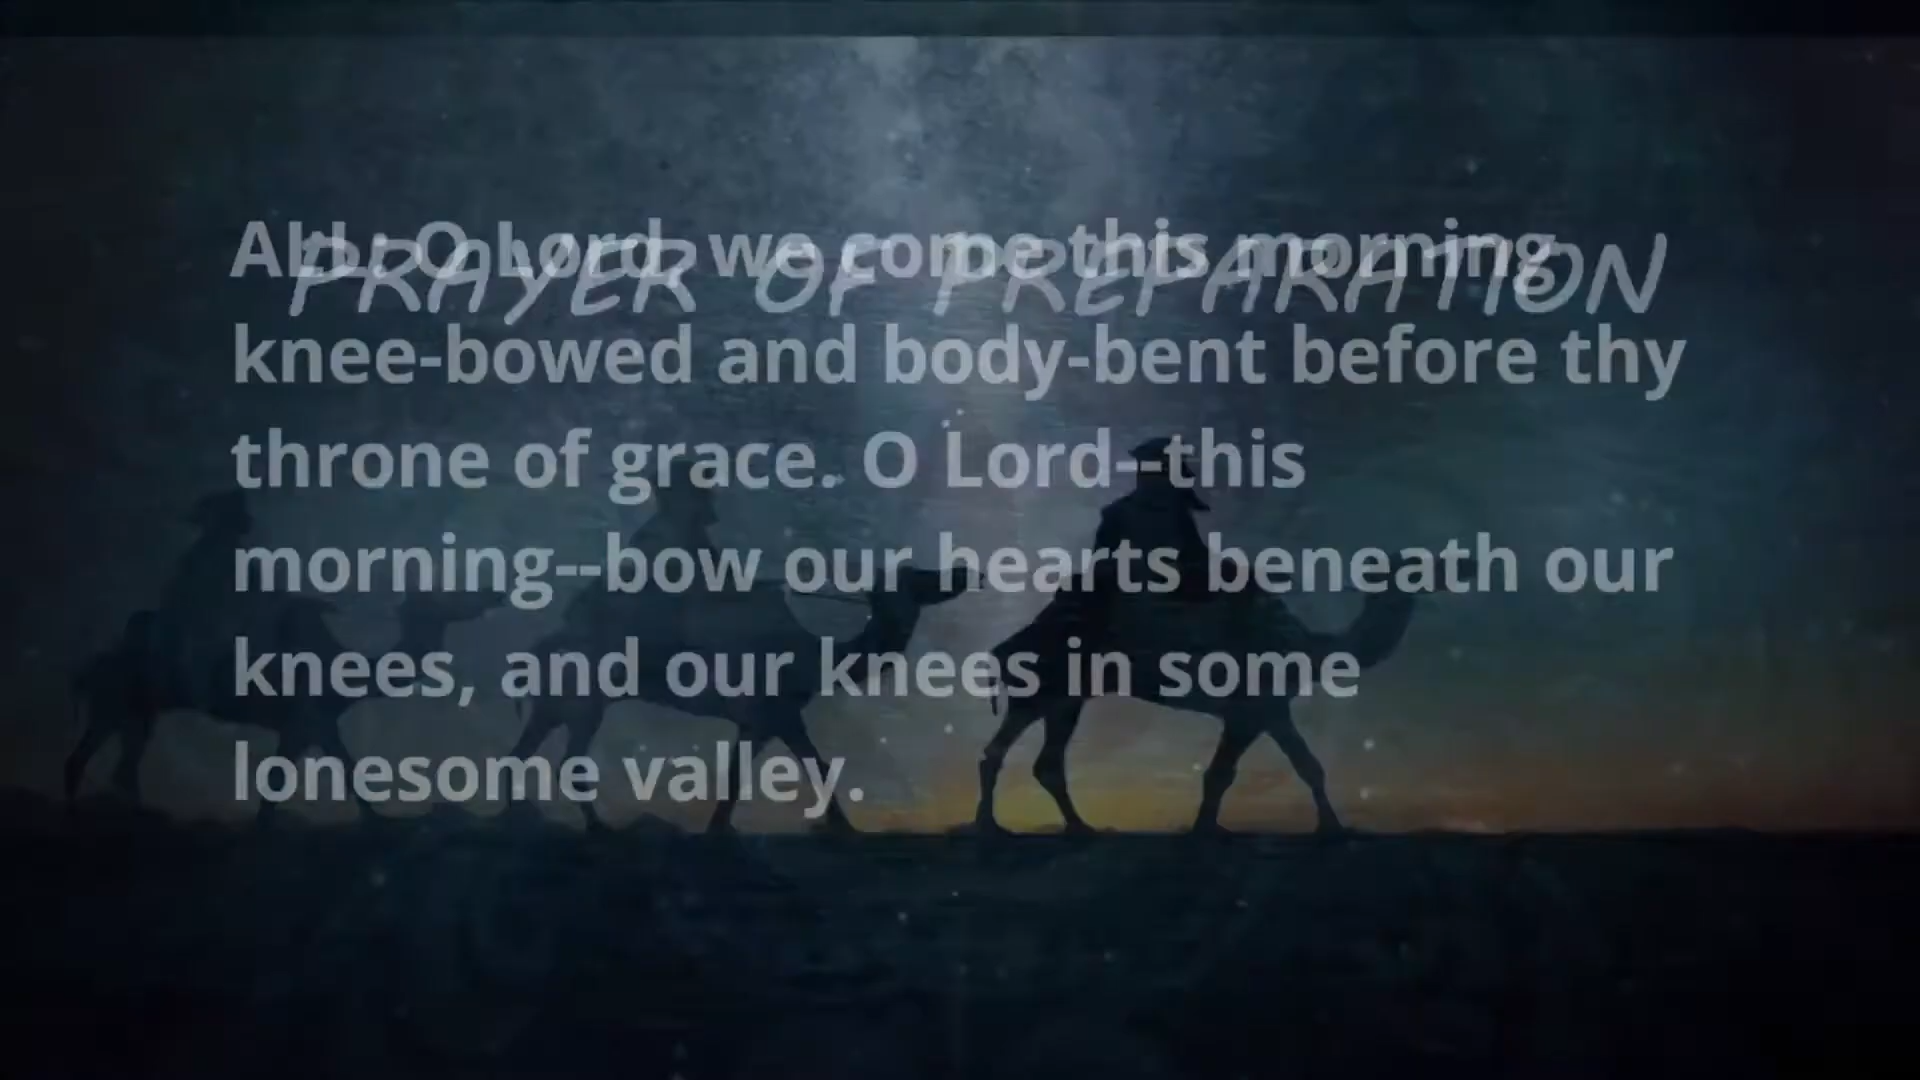 PRAYER OF PREPARATION
ALL: O Lord, we come this morning
knee-bowed and body-bent before thy
throne of grace. O Lord--this
morning--bow our hearts beneath our
knees, and our knees in some
lonesome valley.